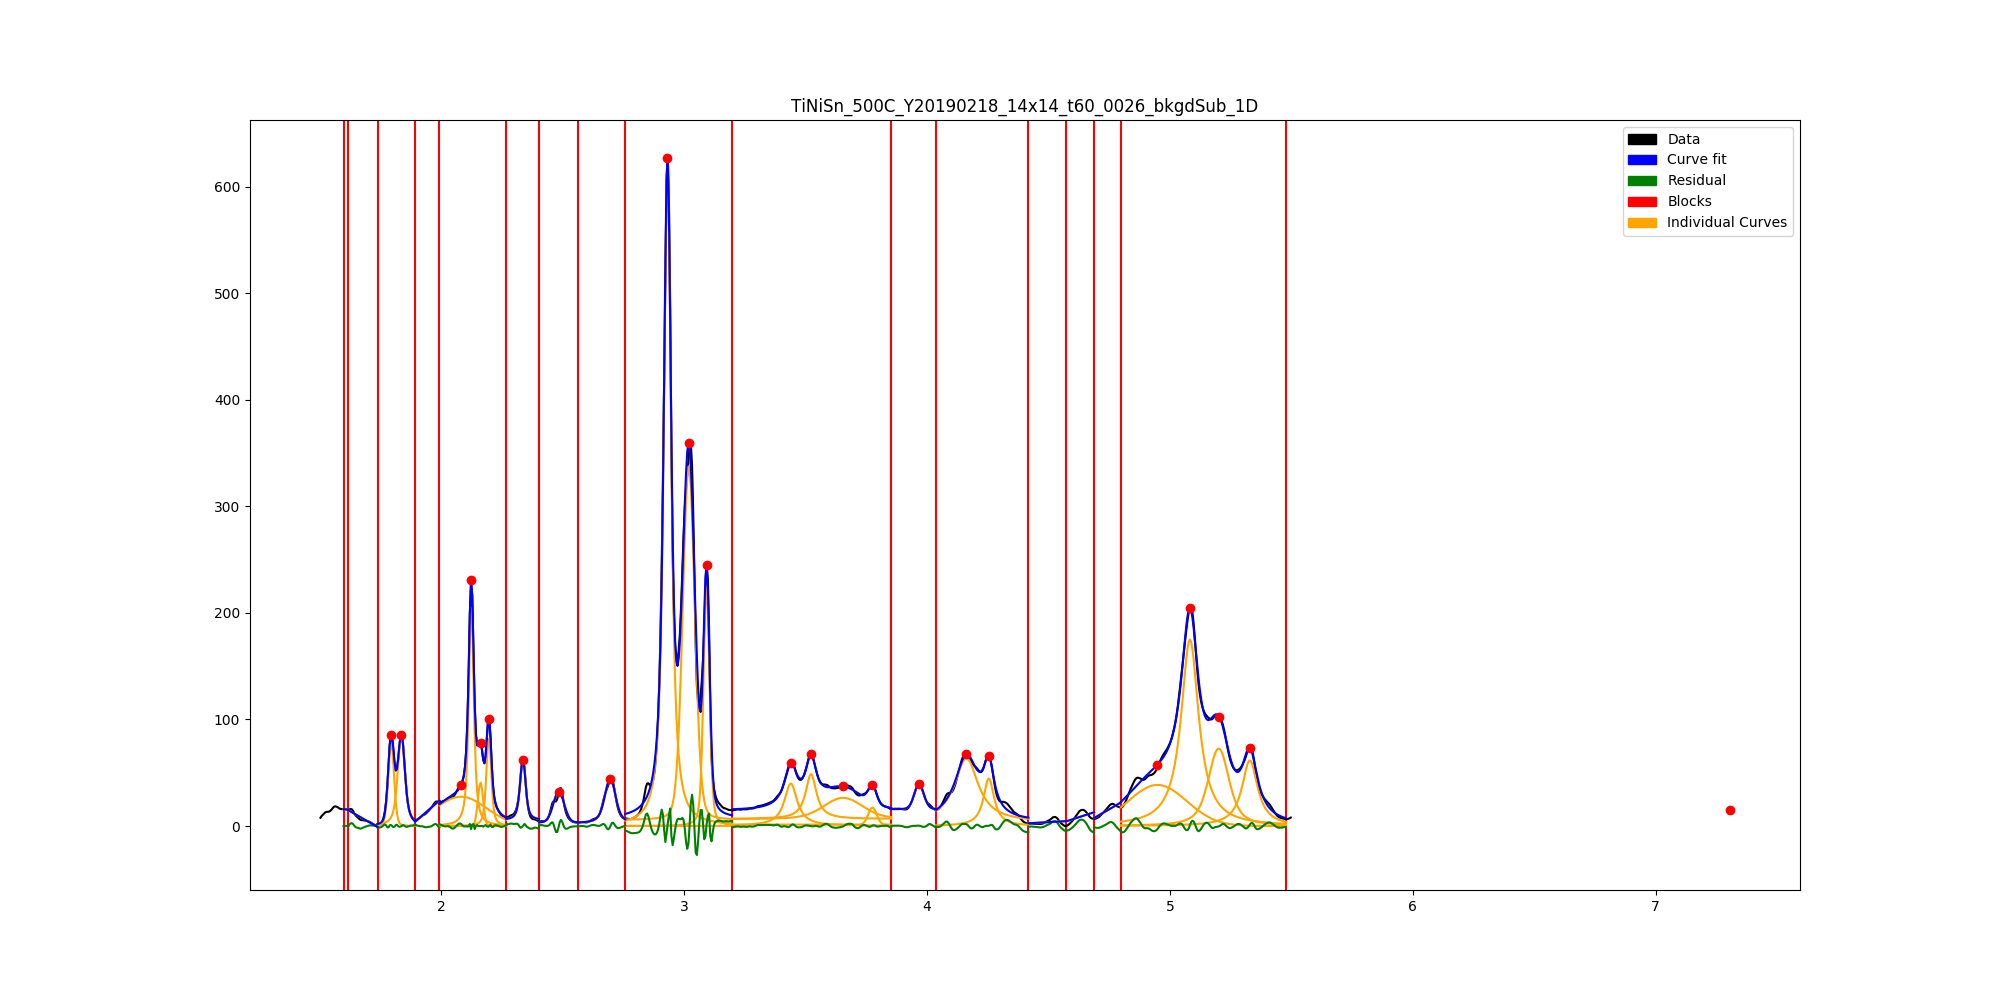 TiNiSn_500C_Y20190218_14x14_t60_0026_bkgdSub_1D
Data
Curve fit
Residual
Blocks
Individual Curves
600
500
400
300
200
100
0
2 3 4 5 6 7